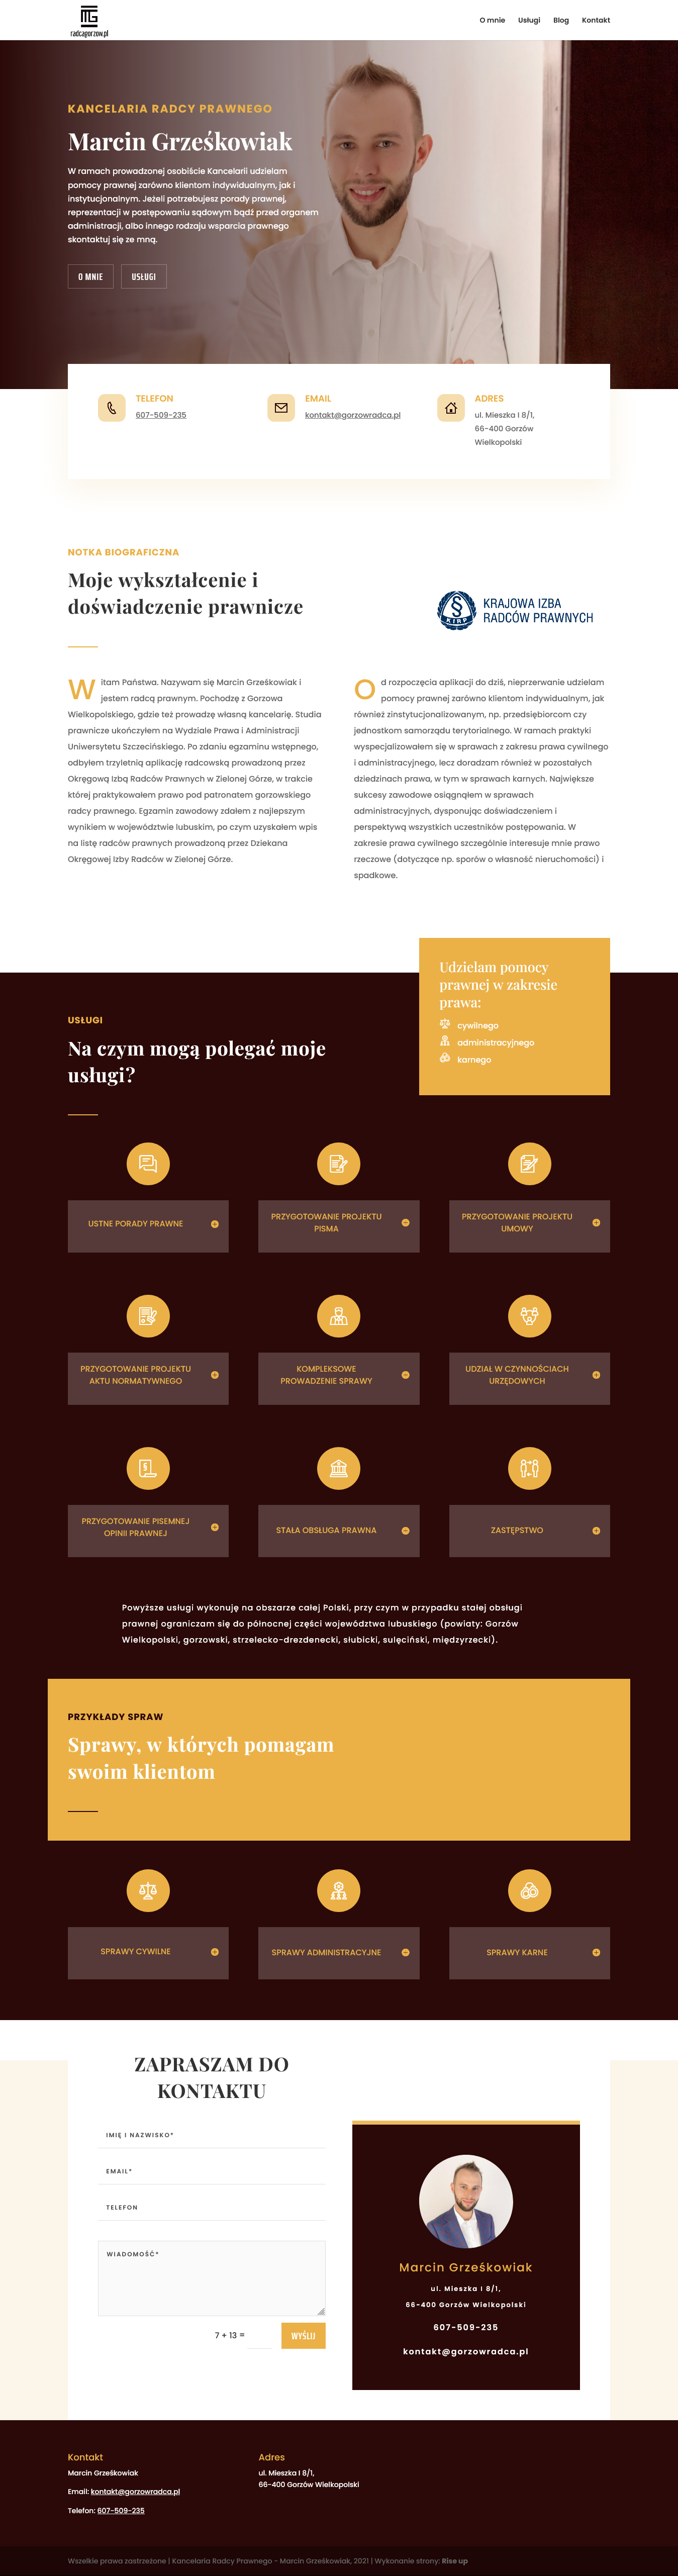 radcagorzow.pl
O mnie
Usługi
Blog
Kontakt
KANCELARIA RADCY PRAWNEGO
Marcin Grześkowiak
W ramach prowadzonej osobiście Kancelarii udzielam
pomocy prawnej zarówno klientom indywidualnym, jak i
instytucjonalnym. Jeżeli potrzebujesz porady prawnej,
reprezentacji w postępowaniu sądowym bądź przed organem
administracji, albo innego rodzaju wsparcia prawnego
skontaktuj się ze mną.
O MNIE
USŁUGI
TELEFON
607-509-235
EMAIL
kontakt@gorzowradca.pl
ADRES
ul. Mieszka I 8/1,
66-400 Gorzów
Wielkopolski
NOTKA BIOGRAFICZNA
Moje wykształcenie i
doświadczenie prawnicze
KIRP
KRAJOWA IZBA
RADCÓW PRAWNYCH
Witam Państwa. Nazywam się Marcin Grześkowiak i
jestem radcą prawnym. Pochodzę z Gorzowa
Wielkopolskiego, gdzie też prowadzę własną kancelarię. Studia
prawnicze ukończyłem na Wydziale Prawa i Administracji
Uniwersytetu Szczecińskiego. Po zdaniu egzaminu wstępnego,
odbyłem trzyletnią aplikację radcowską prowadzoną przez
Okręgową Izbą Radców Prawnych w Zielonej Górze, w trakcie
której praktykowałem prawo pod patronatem gorzowskiego
radcy prawnego. Egzamin zawodowy zdałem z najlepszym
wynikiem w województwie lubuskim, po czym uzyskałem wpis
na listę radców prawnych prowadzoną przez Dziekana
Okręgowej Izby Radców w Zielonej Górze.
Od rozpoczęcia aplikacji do dziś, nieprzerwanie udzielam
pomocy prawnej zarówno klientom indywidualnym, jak
również zinstytucjonalizowanym, np. przedsiębiorcom czy
jednostkom samorządu terytorialnego. W ramach praktyki
wyspecjalizowałem się w sprawach z zakresu prawa cywilnego
i administracyjnego, lecz doradzam również w pozostałych
dziedzinach prawa, w tym w sprawach karnych. Największe
sukcesy zawodowe osiągnąłem w sprawach
administracyjnych, dysponując doświadczeniem i
perspektywą wszystkich uczestników postępowania. W
zakresie prawa cywilnego szczególnie interesuje mnie prawo
rzeczowe (dotyczące np. sporów o własność nieruchomości) i
spadkowe.
Udzielam pomocy
prawnej w zakresie
prawa:
cywilnego
administracyjnego
karnego
USŁUGI
Na czym mogą polegać moje
usługi?
USTNE PORADY PRAWNE
PRZYGOTOWANIE PROJEKTU
PISMA
PRZYGOTOWANIE PROJEKTU
UMOWY
PRZYGOTOWANIE PROJEKTU
AKTU NORMATYWNEGO
KOMPLEKSOWE
PROWADZENIE SPRAWY
UDZIAŁ W CZYNNOŚCIACH
URZĘDOWYCH
PRZYGOTOWANIE PISEMNEJ
OPINII PRAWNEJ
STAŁA OBSŁUGA PRAWNA
ZASTĘPSTWO
Powyższe usługi wykonuję na obszarze całej Polski, przy czym w przypadku stałej obsługi
prawnej ograniczam się do północnej części województwa lubuskiego (powiaty: Gorzów
Wielkopolski, gorzowski, strzelecko-drezdenecki, słubicki, sulęciński, międzyrzecki).
PRZYKŁADY SPRAW
Sprawy, w których pomagam
swoim klientom
SPRAWY CYWILNE
SPRAWY ADMINISTRACYJNE
SPRAWY KARNE
ZAPRASZAM DO
KONTAKTU
IMIĘ I NAZWISKO*
EMAIL*
TELEFON
WIADOMOŚĆ*
7 + 13 =
WYŚLIJ
Marcin Grześkowiak
ul. Mieszka I 8/1,
66-400 Gorzów Wielkopolski
607-509-235
kontakt@gorzowradca.pl
Kontakt
Marcin Grześkowiak
Email: kontakt@gorzowradca.pl
Telefon: 607-509-235
Adres
ul. Mieszka I 8/1,
66-400 Gorzów Wielkopolski
Wszelkie prawa zastrzeżone | Kancelaria Radcy Prawnego - Marcin Grześkowiak, 2021 | Wykonanie strony: Rise up